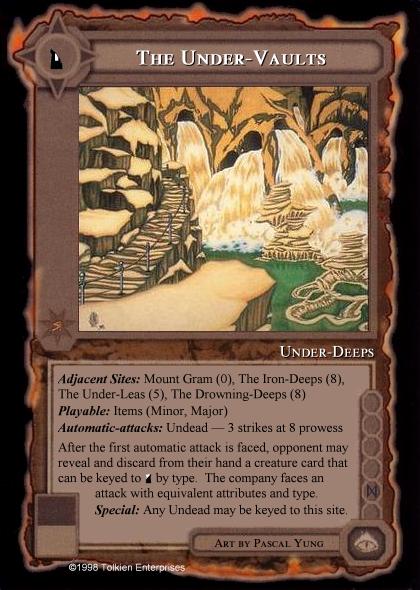 The Under-Vaults
Under-Deeps
Adjacent Sites: Mount Gram (0), The Iron-Deeps (8),
The Under-Leas (5), The Drowning-Deeps (8)
Playable: Items (Minor, Major)
Automatic-attacks: Undead — 3 strikes at 8 prowess
After the first automatic attack is faced, opponent may
reveal and discard from their hand a creature card that
can be keyed to by type. The company faces an
attack with equivalent attributes and type.
Special: Any Undead may be keyed to this site.
Art by Pascal Yung
©1998 Tolkien Enterprises